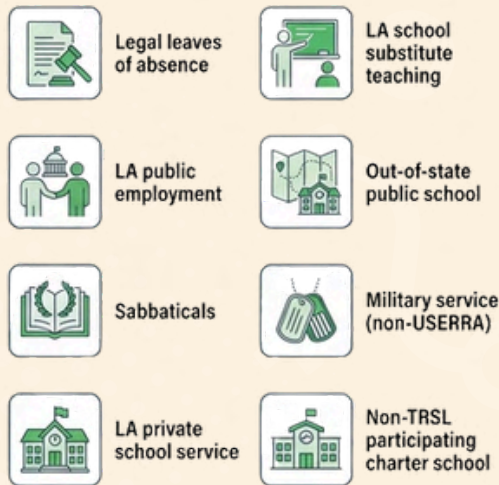 Legal leaves
of absence
LA school
substitute
teaching
LA public
employment
Out-of-state
public school
Sabbaticals
Military service
(non-USERRA)
LA private
school service
Non-TRSL
participating
charter school